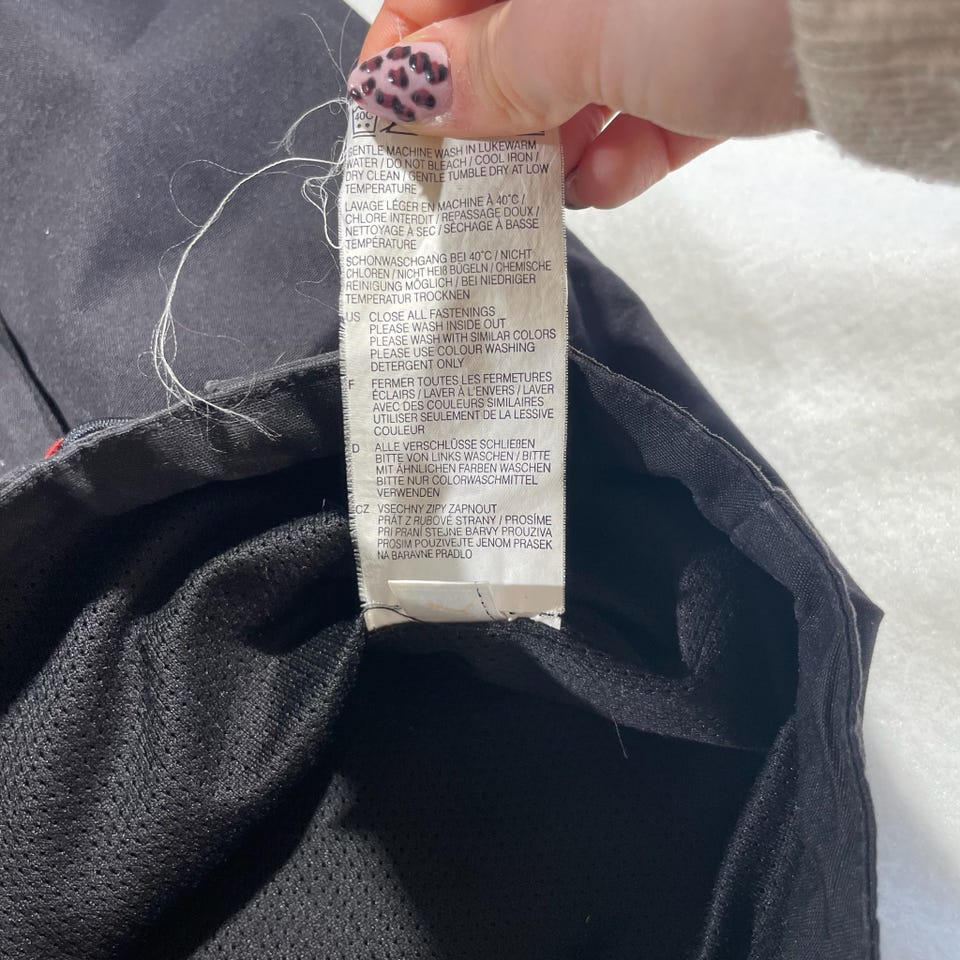 40C
GENTLE MACHINE WASH IN LUKEWARM
WATER / DO NOT BLEACH / COOL IRON /
DRY CLEAN / GENTLE TUMBLE DRY AT LOW
TEMPERATURE
LAVAGE LÉGER EN MACHINE À 40°C /
CHLORE INTERDIT / REPASSAGE DOUX /
NETTOYAGE À SEC / SÉCHAGE À BASSE
TEMPÉRATURE
SCHONWASCHGANG BEI 40°C / NICHT
CHLOREN / NICHT HEIß BÜGELN / CHEMISCHE
REINIGUNG MÖGLICH / BEI NIEDRIGER
TEMPERATUR TROCKNEN
US CLOSE ALL FASTENINGS
PLEASE WASH INSIDE OUT
PLEASE WASH WITH SIMILAR COLORS
PLEASE USE COLOUR WASHING
DETERGENT ONLY
F FERMER TOUTES LES FERMETURES
ÉCLAIRS / LAVER À L'ENVERS / LAVER
AVEC DES COULEURS SIMILAIRES
UTILISER SEULEMENT DE LA LESSIVE
COULEUR
D ALLE VERSCHLÜSSE SCHLIEßEN
BITTE VON LINKS WASCHEN / BITTE
MIT ÄHNLICHEN FARBEN WASCHEN
BITTE NUR COLORWASCHMITTEL
VERWENDEN
CZ VSECHNY ZIPY ZAPNOUT
PRÁT Z RUBOVÉ STRANY / PROSÍME
PRI PRANÍ STEJNE BARVY PROUZIVA
PROSIM POUZIVEJTE JENOM PRASEK
NA BARAVNE PRADLO